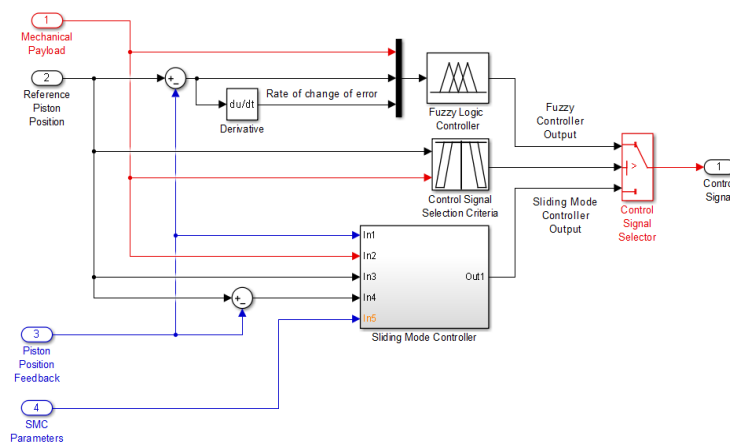 1
Mechanical
Payload
2
Reference
Piston
Position
+
−
du/dt
Derivative
Rate of change of error
Fuzzy Logic
Controller
Fuzzy
Controller
Output
Control Signal
Selection Criteria
Sliding Mode
Controller
Output
>
Control
Signal
Selector
1
Contro
Signa
In1
In2
In3
In4
In5
Out1
Sliding Mode Controller
+
−
3
Piston
Position
Feedback
4
SMC
Parameters